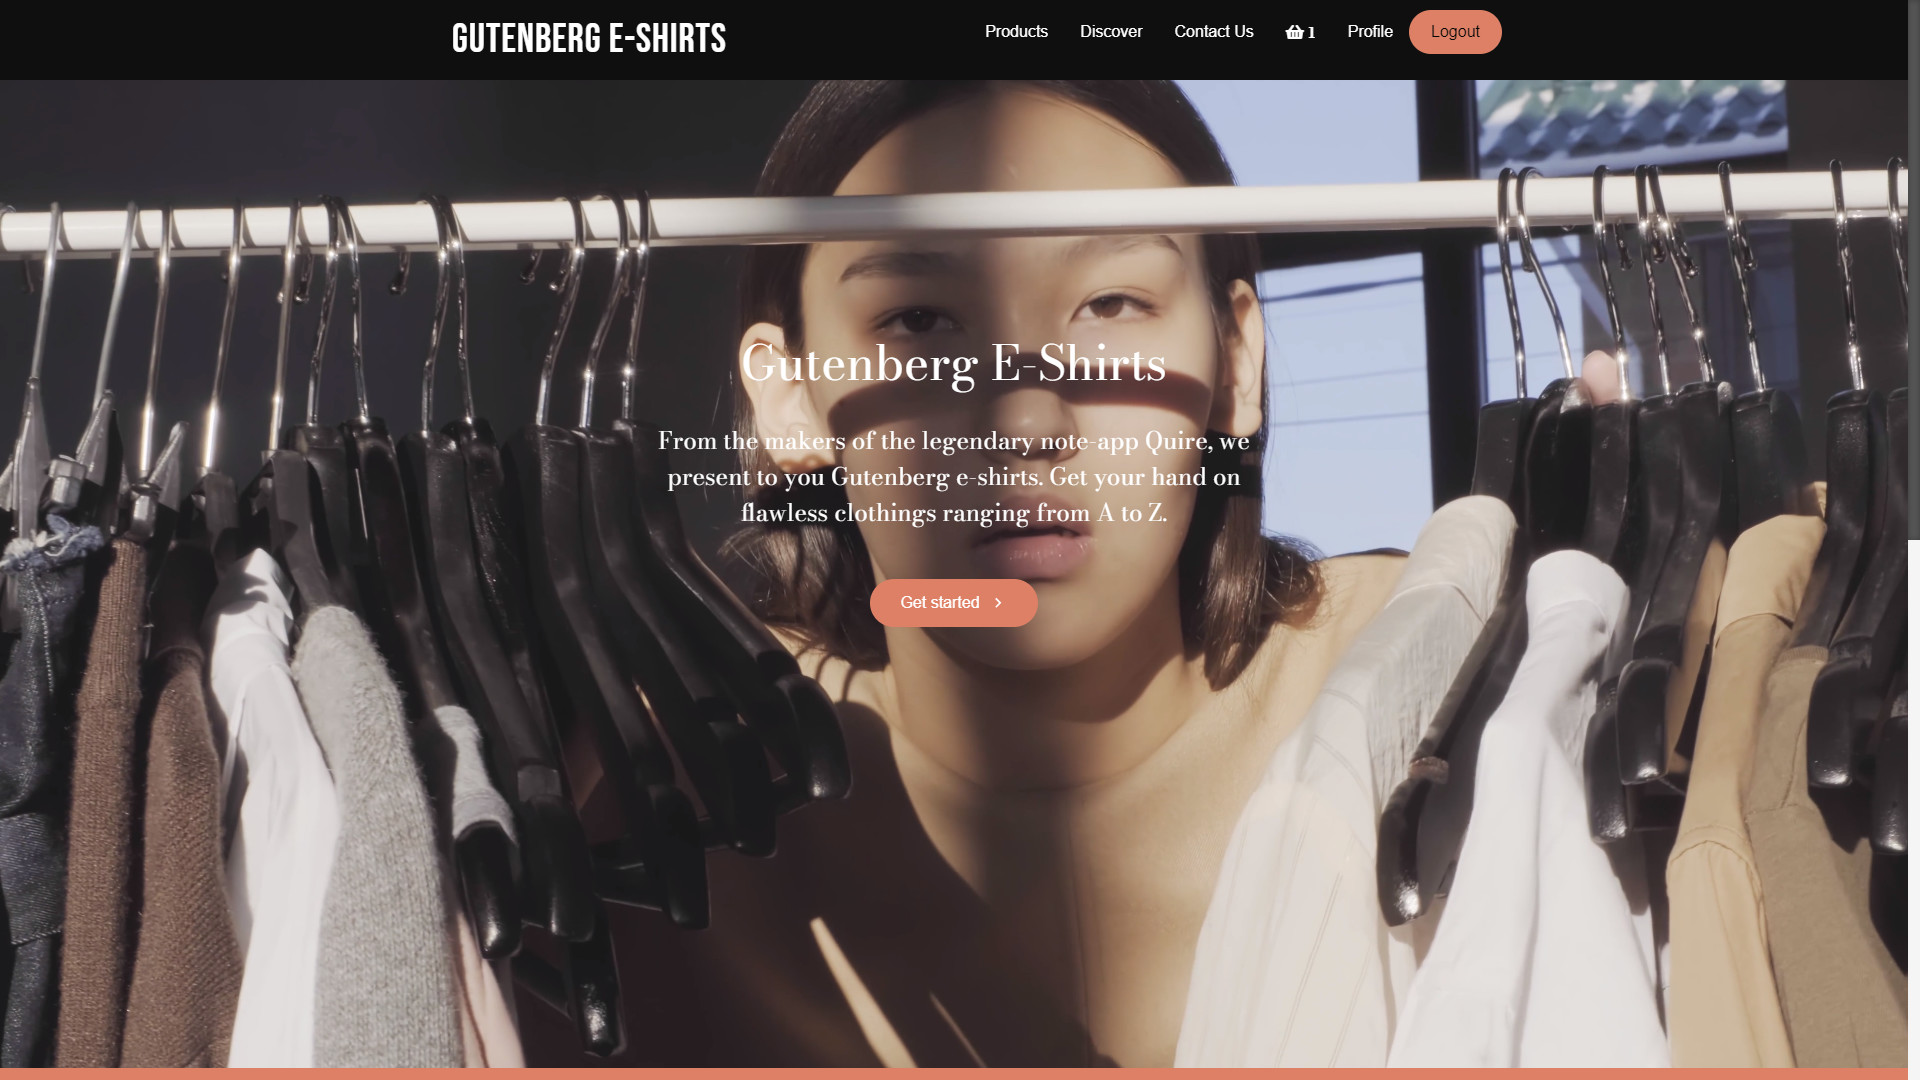 GUTENBERG E-SHIRTS
Products Discover Contact Us 1 Profile Logout
Gutenberg E-Shirts
From the makers of the legendary note-app Quire, we
present to you Gutenberg e-shirts. Get your hand on
flawless clothings ranging from A to Z.
Get started